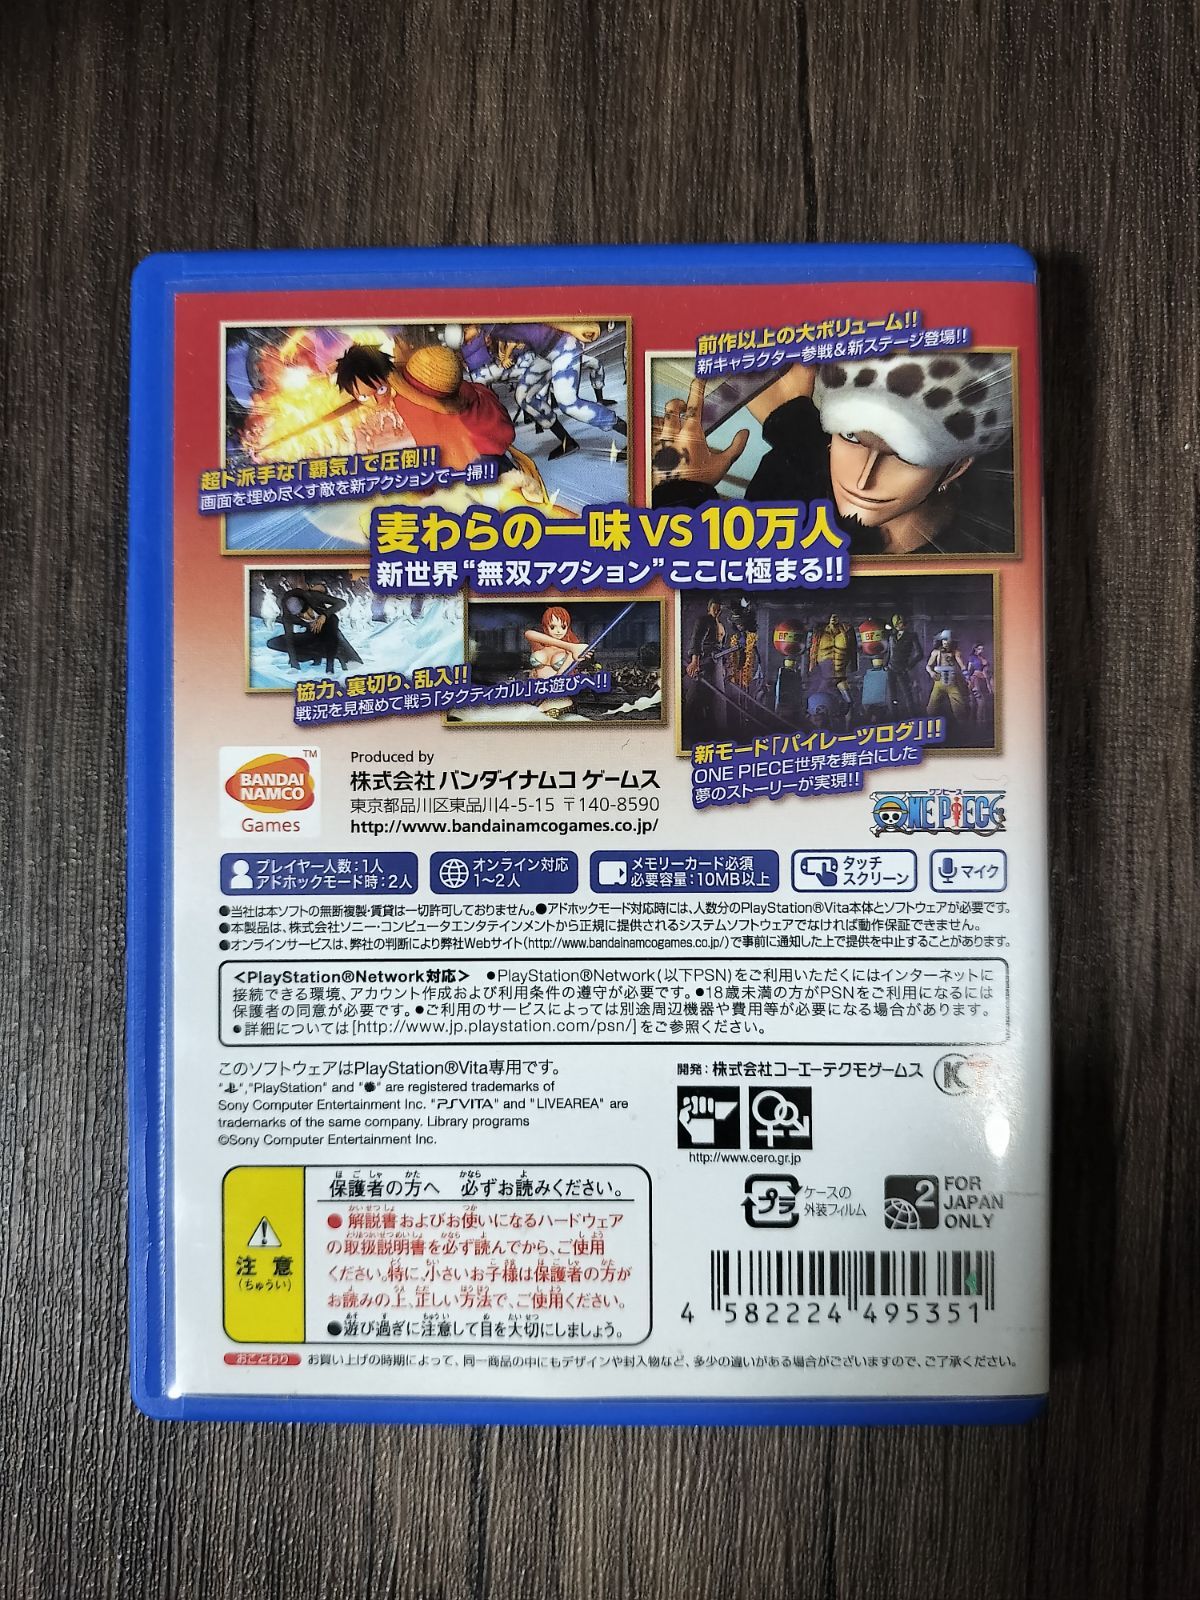 前作以上の大ボリューム!!
新キャラクター参戦&新ステージ登場!!
超ド派手な「覇気」で圧倒!!
画面を埋め尽くす敵を新アクションで一掃!!
麦わらの一味 VS 10万人
新世界“無双アクション”ここに極まる!!
協力、裏切り、乱入!!
戦況を見極めて戦う「タクティカル」な遊びへ!!
新モード「パイレーツログ」!!
ONE PIECE世界を舞台にした
夢のストーリーが実現!!
ワンピース
ONE PIECE
BANDAI
NAMCO
Games
TM
Produced by
株式会社 バンダイナムコ ゲームス
東京都品川区東品川4-5-15 〒140-8590
http://www.bandainamcogames.co.jp/
プレイヤー人数:1人
アドホックモード時:2人
オンライン対応
1〜2人
メモリーカード必須
必要容量:10MB以上
タッチ
スクリーン
マイク
●当社は本ソフトの無断複製・賃貸は一切許可しておりません。●アドホックモード対応時には、人数分のPlayStation®Vita本体とソフトウェアが必要です。
●本製品は、株式会社ソニー・コンピュータエンタテインメントから正規に提供されるシステムソフトウェアでなければ動作保証できません。
●オンラインサービスは、弊社の判断により弊社Webサイト(http://www.bandainamcogames.co.jp/)で事前に通知した上で提供を中止することがあります。
<PlayStation®Network対応> ●PlayStation®Network(以下PSN)をご利用いただくにはインターネットに
接続できる環境、アカウント作成および利用条件の遵守が必要です。●18歳未満の方がPSNをご利用になるには
保護者の同意が必要です。●ご利用のサービスによっては別途周辺機器や費用等が必要になる場合があります。
●詳細については[http://www.jp.playstation.com/psn/]をご参照ください。
このソフトウェアはPlayStation®Vita専用です。
" ","PlayStation" and " " are registered trademarks of
Sony Computer Entertainment Inc. "PSVITA" and "LIVEAREA" are
trademarks of the same company. Library programs
©Sony Computer Entertainment Inc.
開発:株式会社コーエーテクモゲームス
http://www.cero.gr.jp
プラ
ケースの
外装フィルム
2
FOR
JAPAN
ONLY
4 582224 495351
注意
(ちゅうい)
保護者の方へ 必ずお読みください。
●解説書およびお使いになるハードウェア
の取扱説明書を必ず読んでから、ご使用
ください。特に、小さいお子様は保護者の方が
お読みの上、正しい方法で、ご使用ください。
●遊び過ぎに注意して目を大切にしましょう。
おことわり お買い上げの時期によって、同一商品の中にもデザインや封入物など、多少の違いがある場合がございますので、ご了承ください。